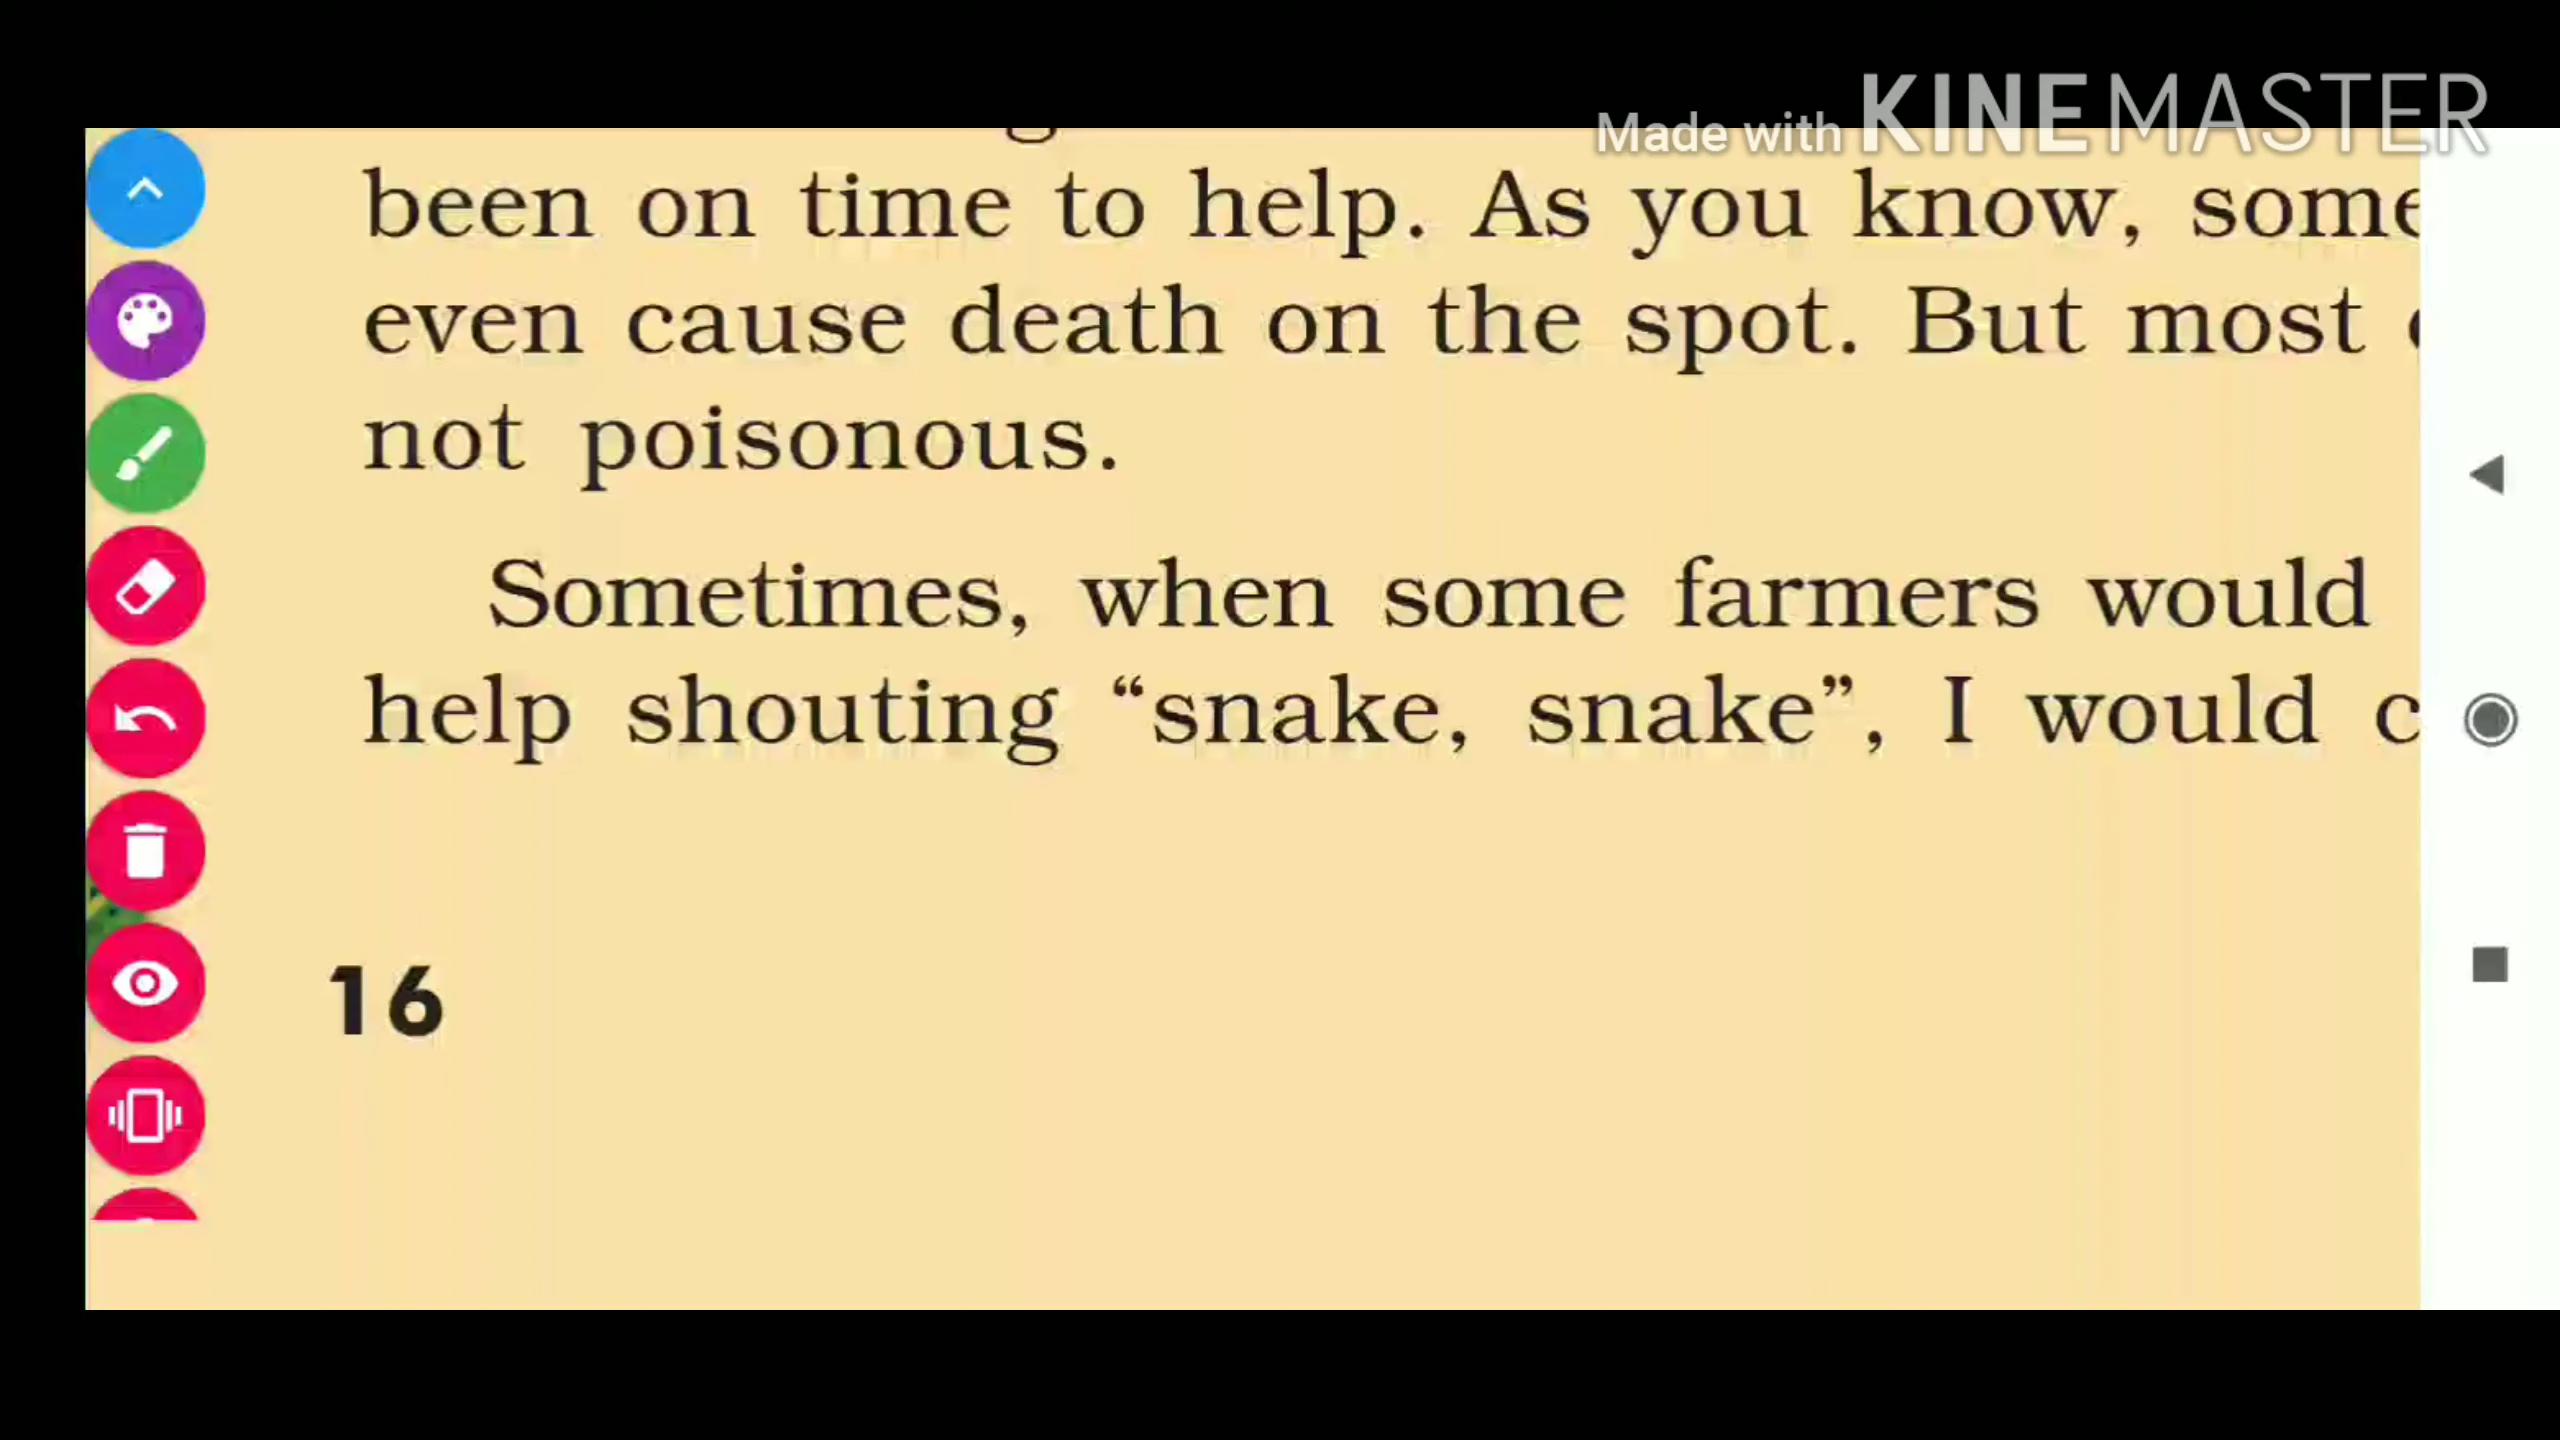 Made with KINEMASTER
been on time to help. As you know, some
even cause death on the spot. But most
not poisonous.
Sometimes, when some farmers would
help shouting “snake, snake”, I would
16